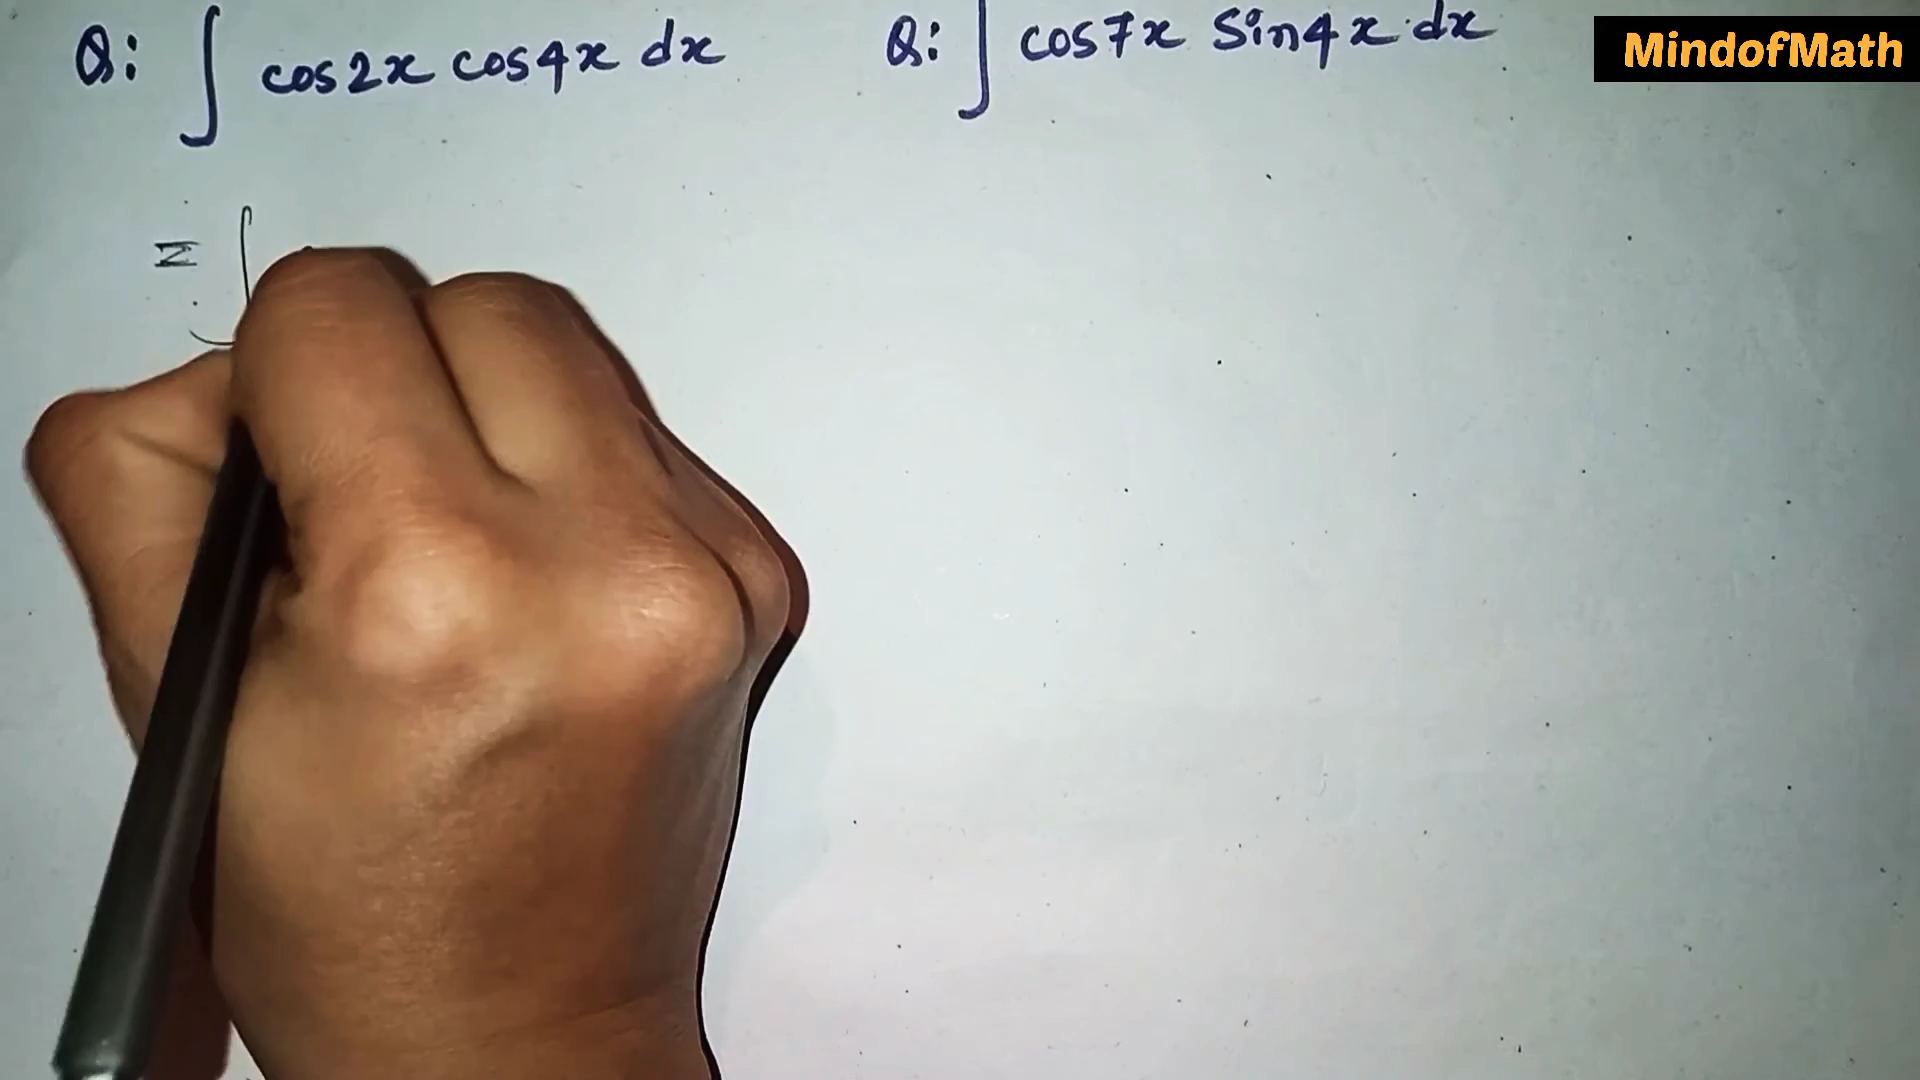 Q: ∫ cos2x cos4x dx
Q: ∫ cos7x sin4x dx
MindofMath
= ∫